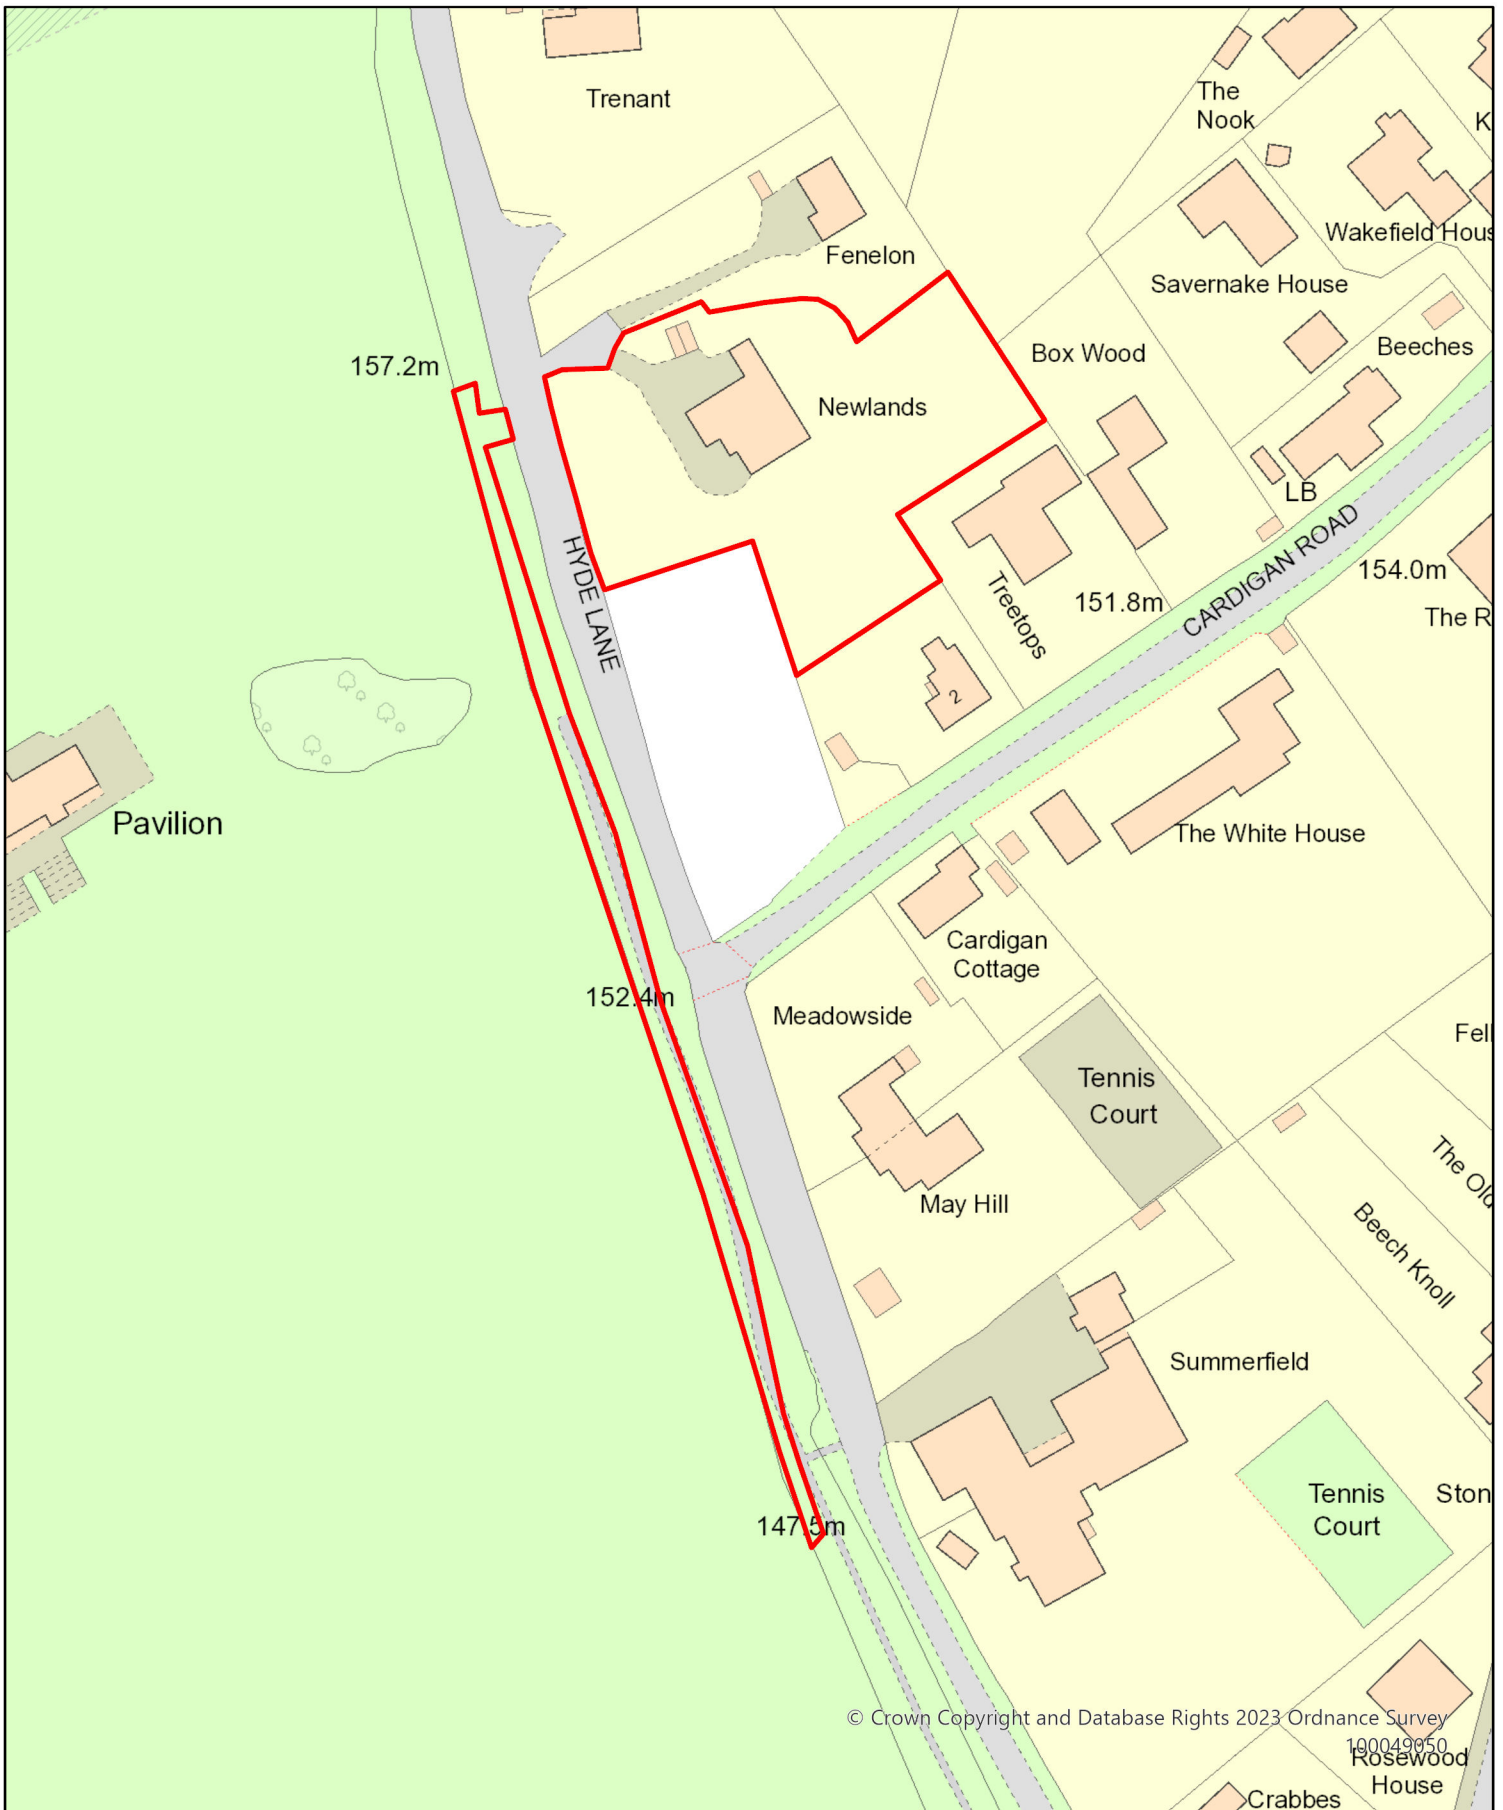 Trenant
The
Nook
K
Wakefield Hous
Fenelon
Savernake House
Beeches
Box Wood
157.2m
Newlands
LB
CARDIGAN ROAD
HYDE LANE
154.0m
Treetops
151.8m
The R
2
Pavilion
The White House
Cardigan
Cottage
152.4m
Meadowside
Fell
Tennis
Court
The Old
May Hill
Beech Knoll
Summerfield
Tennis
Court
Ston
147.5m
© Crown Copyright and Database Rights 2023 Ordnance Survey
100049050
Rosewood
House
Crabbes